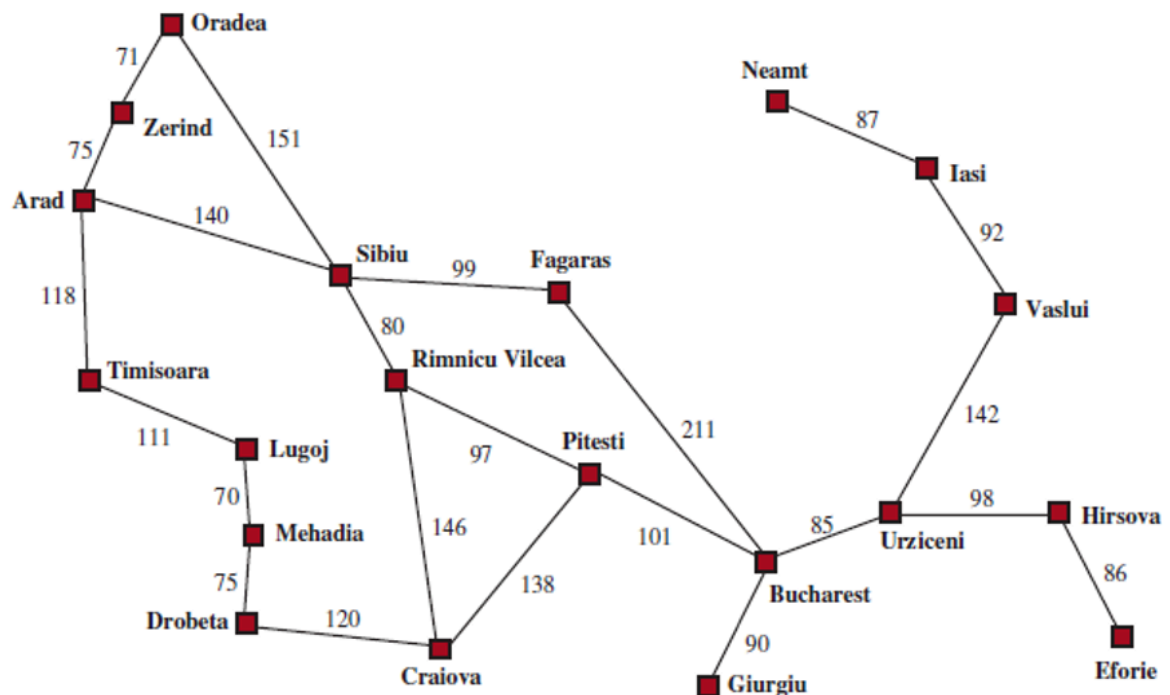 Oradea
71
Neamt
87
Zerind
151
75
Iasi
Arad
140
92
Sibiu
Fagaras
99
118
Vaslui
80
Timisoara
Rimnicu Vilcea
142
111
211
Lugoj
97
Pitesti
70
98
Hirsova
Mehadia
146
101
85
Urziceni
75
138
86
Bucharest
Drobeta
120
90
Craiova
Eforie
Giurgiu